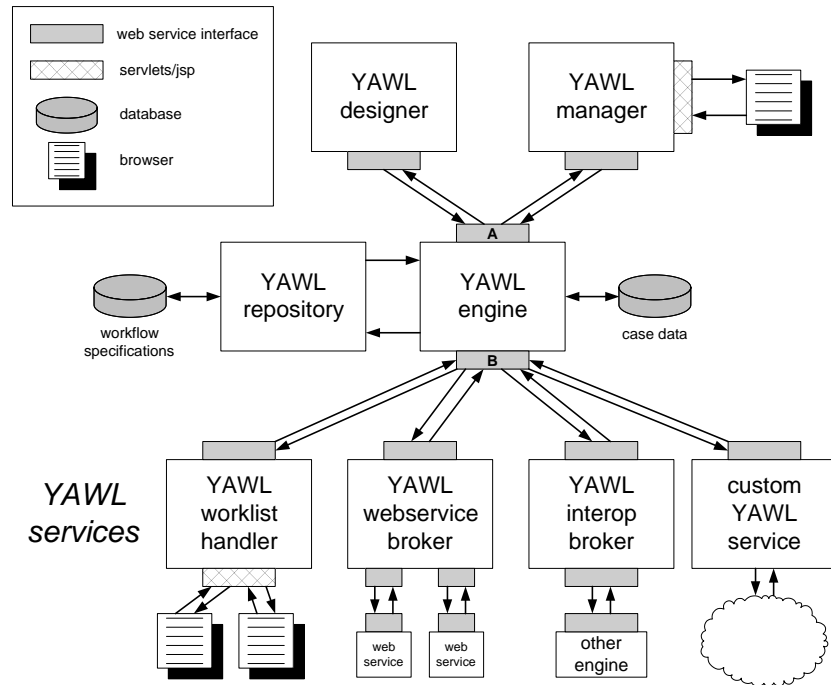 web service interface
servlets/jsp
database
browser
YAWL
designer
YAWL
manager
A
YAWL
repository
YAWL
engine
workflow
specifications
case data
B
YAWL
services
YAWL
worklist
handler
YAWL
webservice
broker
YAWL
interop
broker
custom
YAWL
service
web
service
web
service
other
engine